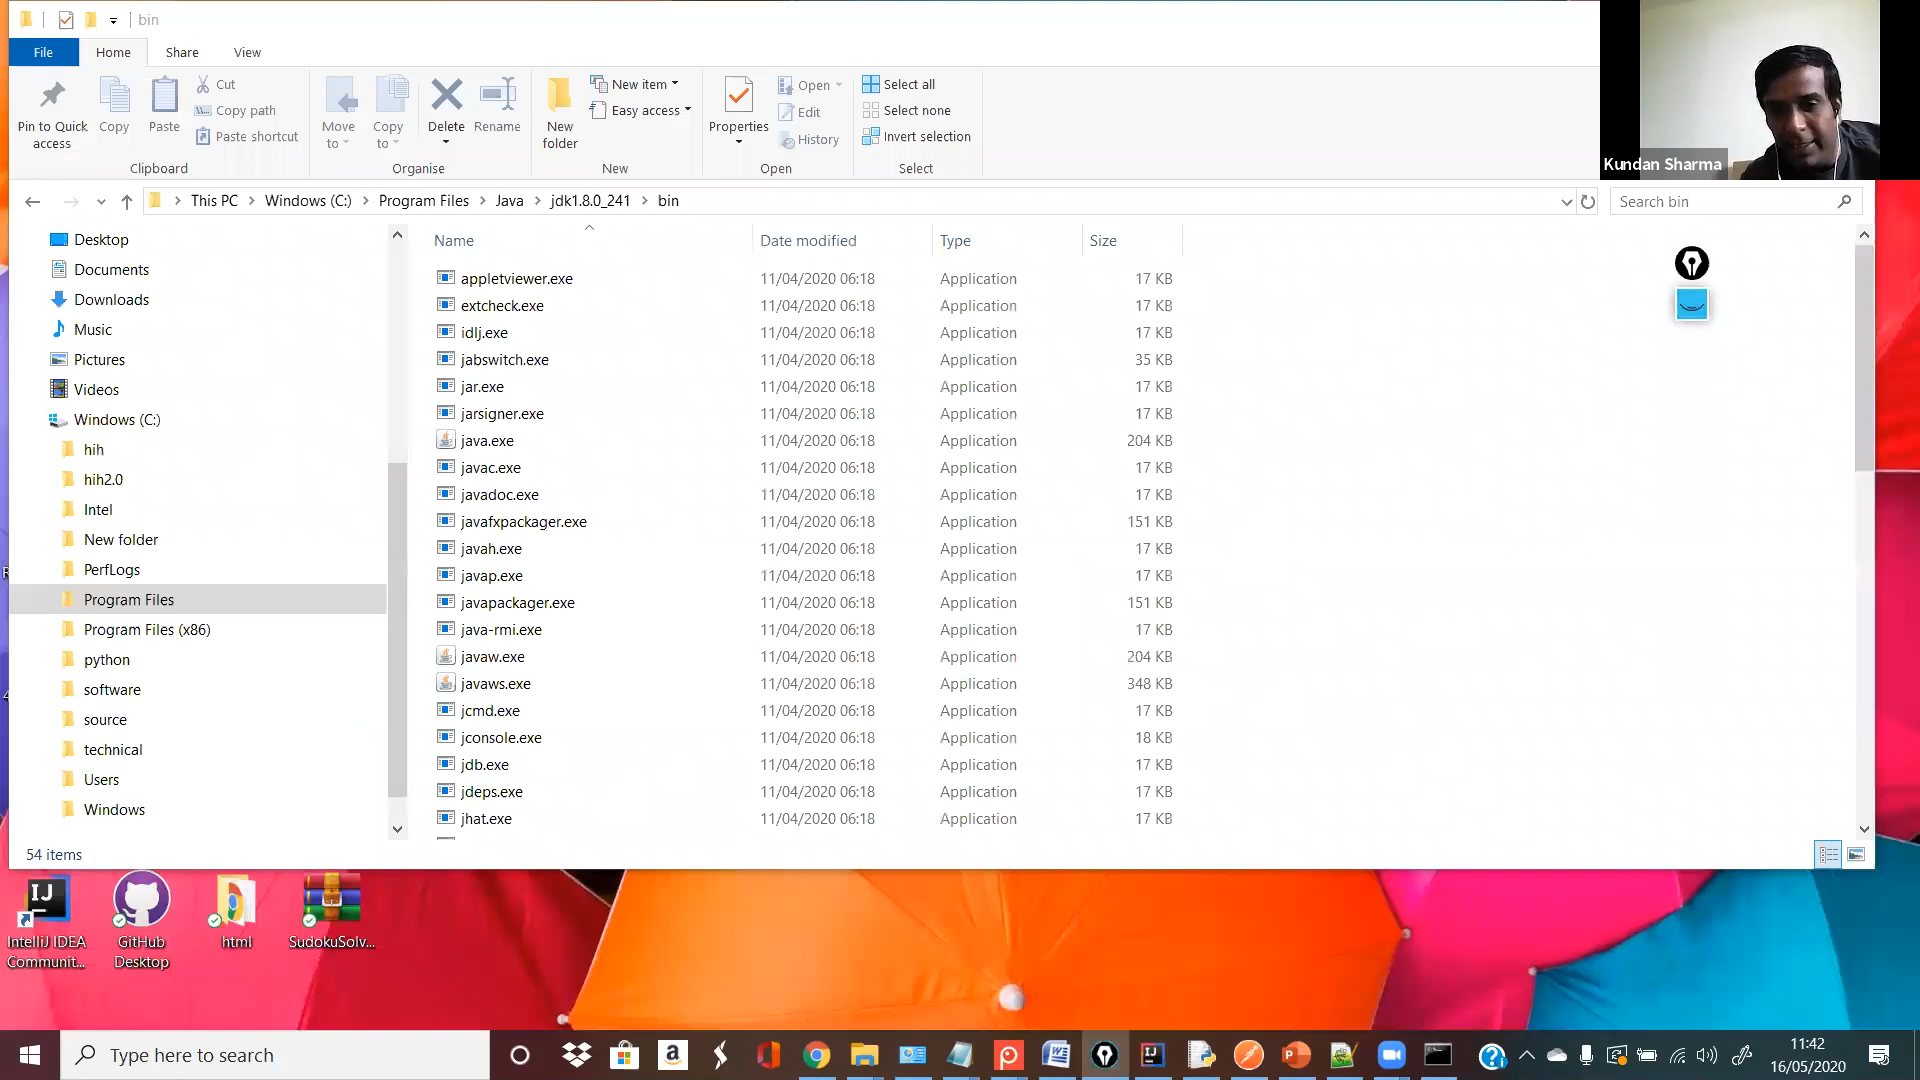 bin
File Home Share View
Pin to Quick access
Copy
Paste
Cut
Copy path
Paste shortcut
Clipboard
Move to
Copy to
Delete
Rename
Organise
New folder
New item
Easy access
New
Properties
Open
Edit
History
Open
Select all
Select none
Invert selection
Select
Kundan Sharma
This PC Windows (C:) Program Files Java jdk1.8.0_241 bin
Search bin
Desktop
Documents
Downloads
Music
Pictures
Videos
Windows (C:)
hih
hih2.0
Intel
New folder
PerfLogs
Program Files
Program Files (x86)
python
software
source
technical
Users
Windows
Name Date modified Type Size
appletviewer.exe 11/04/2020 06:18 Application 17 KB
extcheck.exe 11/04/2020 06:18 Application 17 KB
idlj.exe 11/04/2020 06:18 Application 17 KB
jabswitch.exe 11/04/2020 06:18 Application 35 KB
jar.exe 11/04/2020 06:18 Application 17 KB
jarsigner.exe 11/04/2020 06:18 Application 17 KB
java.exe 11/04/2020 06:18 Application 204 KB
javac.exe 11/04/2020 06:18 Application 17 KB
javadoc.exe 11/04/2020 06:18 Application 17 KB
javafxpackager.exe 11/04/2020 06:18 Application 151 KB
javah.exe 11/04/2020 06:18 Application 17 KB
javap.exe 11/04/2020 06:18 Application 17 KB
javapackager.exe 11/04/2020 06:18 Application 151 KB
java-rmi.exe 11/04/2020 06:18 Application 17 KB
javaw.exe 11/04/2020 06:18 Application 204 KB
javaws.exe 11/04/2020 06:18 Application 348 KB
jcmd.exe 11/04/2020 06:18 Application 17 KB
jconsole.exe 11/04/2020 06:18 Application 18 KB
jdb.exe 11/04/2020 06:18 Application 17 KB
jdeps.exe 11/04/2020 06:18 Application 17 KB
jhat.exe 11/04/2020 06:18 Application 17 KB
54 items
IJ
IntelliJ IDEA
Communit...
GitHub
Desktop
html
SudokuSolv...
Type here to search
11:42
16/05/2020